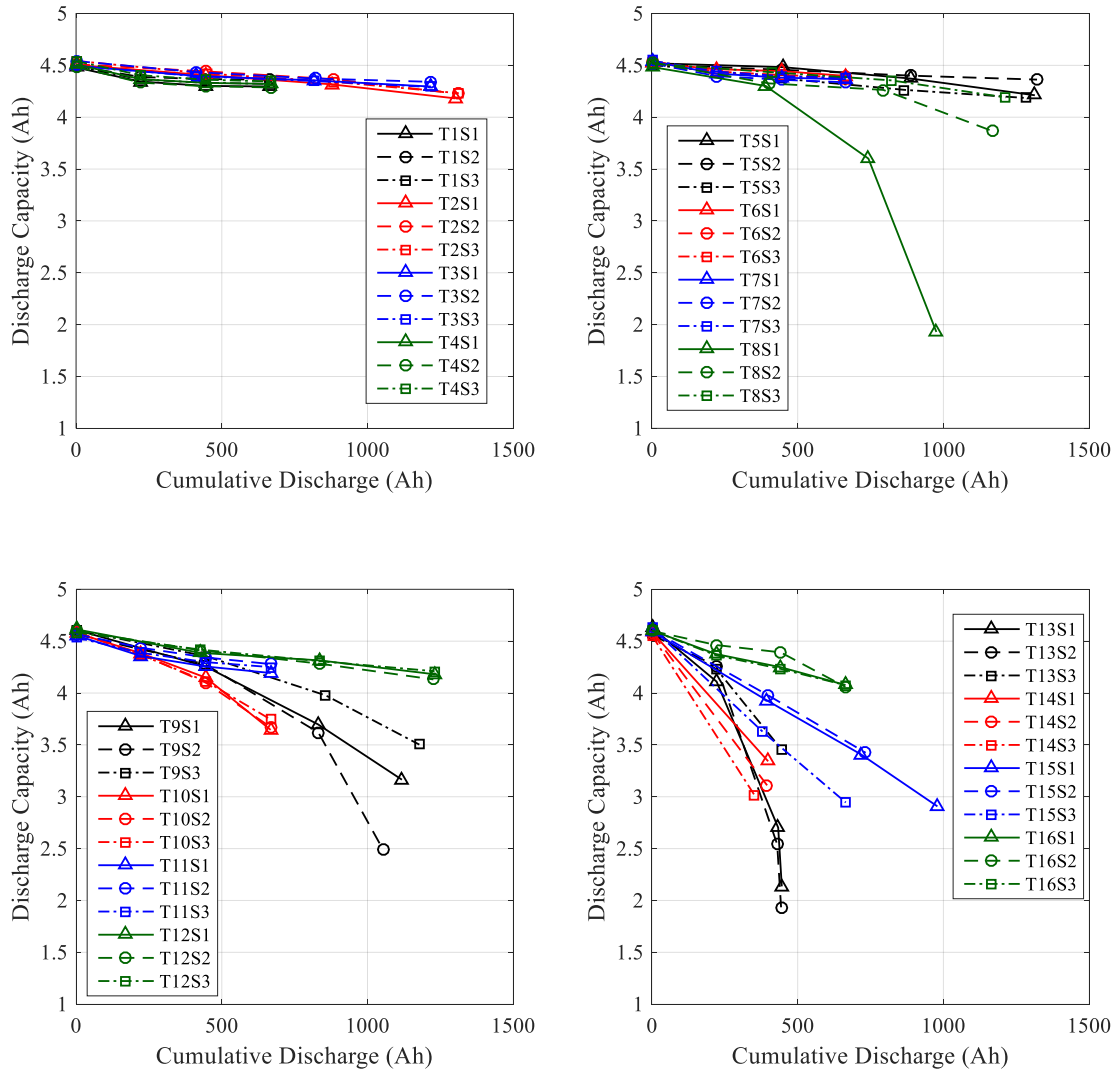 5
4.5
4
3.5
3
2.5
2
1.5
1
0
500
1000
1500
Discharge Capacity (Ah)
Cumulative Discharge (Ah)
T1S1
T1S2
T1S3
T2S1
T2S2
T2S3
T3S1
T3S2
T3S3
T4S1
T4S2
T4S3
5
4.5
4
3.5
3
2.5
2
1.5
1
0
500
1000
1500
Discharge Capacity (Ah)
Cumulative Discharge (Ah)
T5S1
T5S2
T5S3
T6S1
T6S2
T6S3
T7S1
T7S2
T7S3
T8S1
T8S2
T8S3
5
4.5
4
3.5
3
2.5
2
1.5
1
0
500
1000
1500
Discharge Capacity (Ah)
Cumulative Discharge (Ah)
T9S1
T9S2
T9S3
T10S1
T10S2
T10S3
T11S1
T11S2
T11S3
T12S1
T12S2
T12S3
5
4.5
4
3.5
3
2.5
2
1.5
1
0
500
1000
1500
Discharge Capacity (Ah)
Cumulative Discharge (Ah)
T13S1
T13S2
T13S3
T14S1
T14S2
T14S3
T15S1
T15S2
T15S3
T16S1
T16S2
T16S3